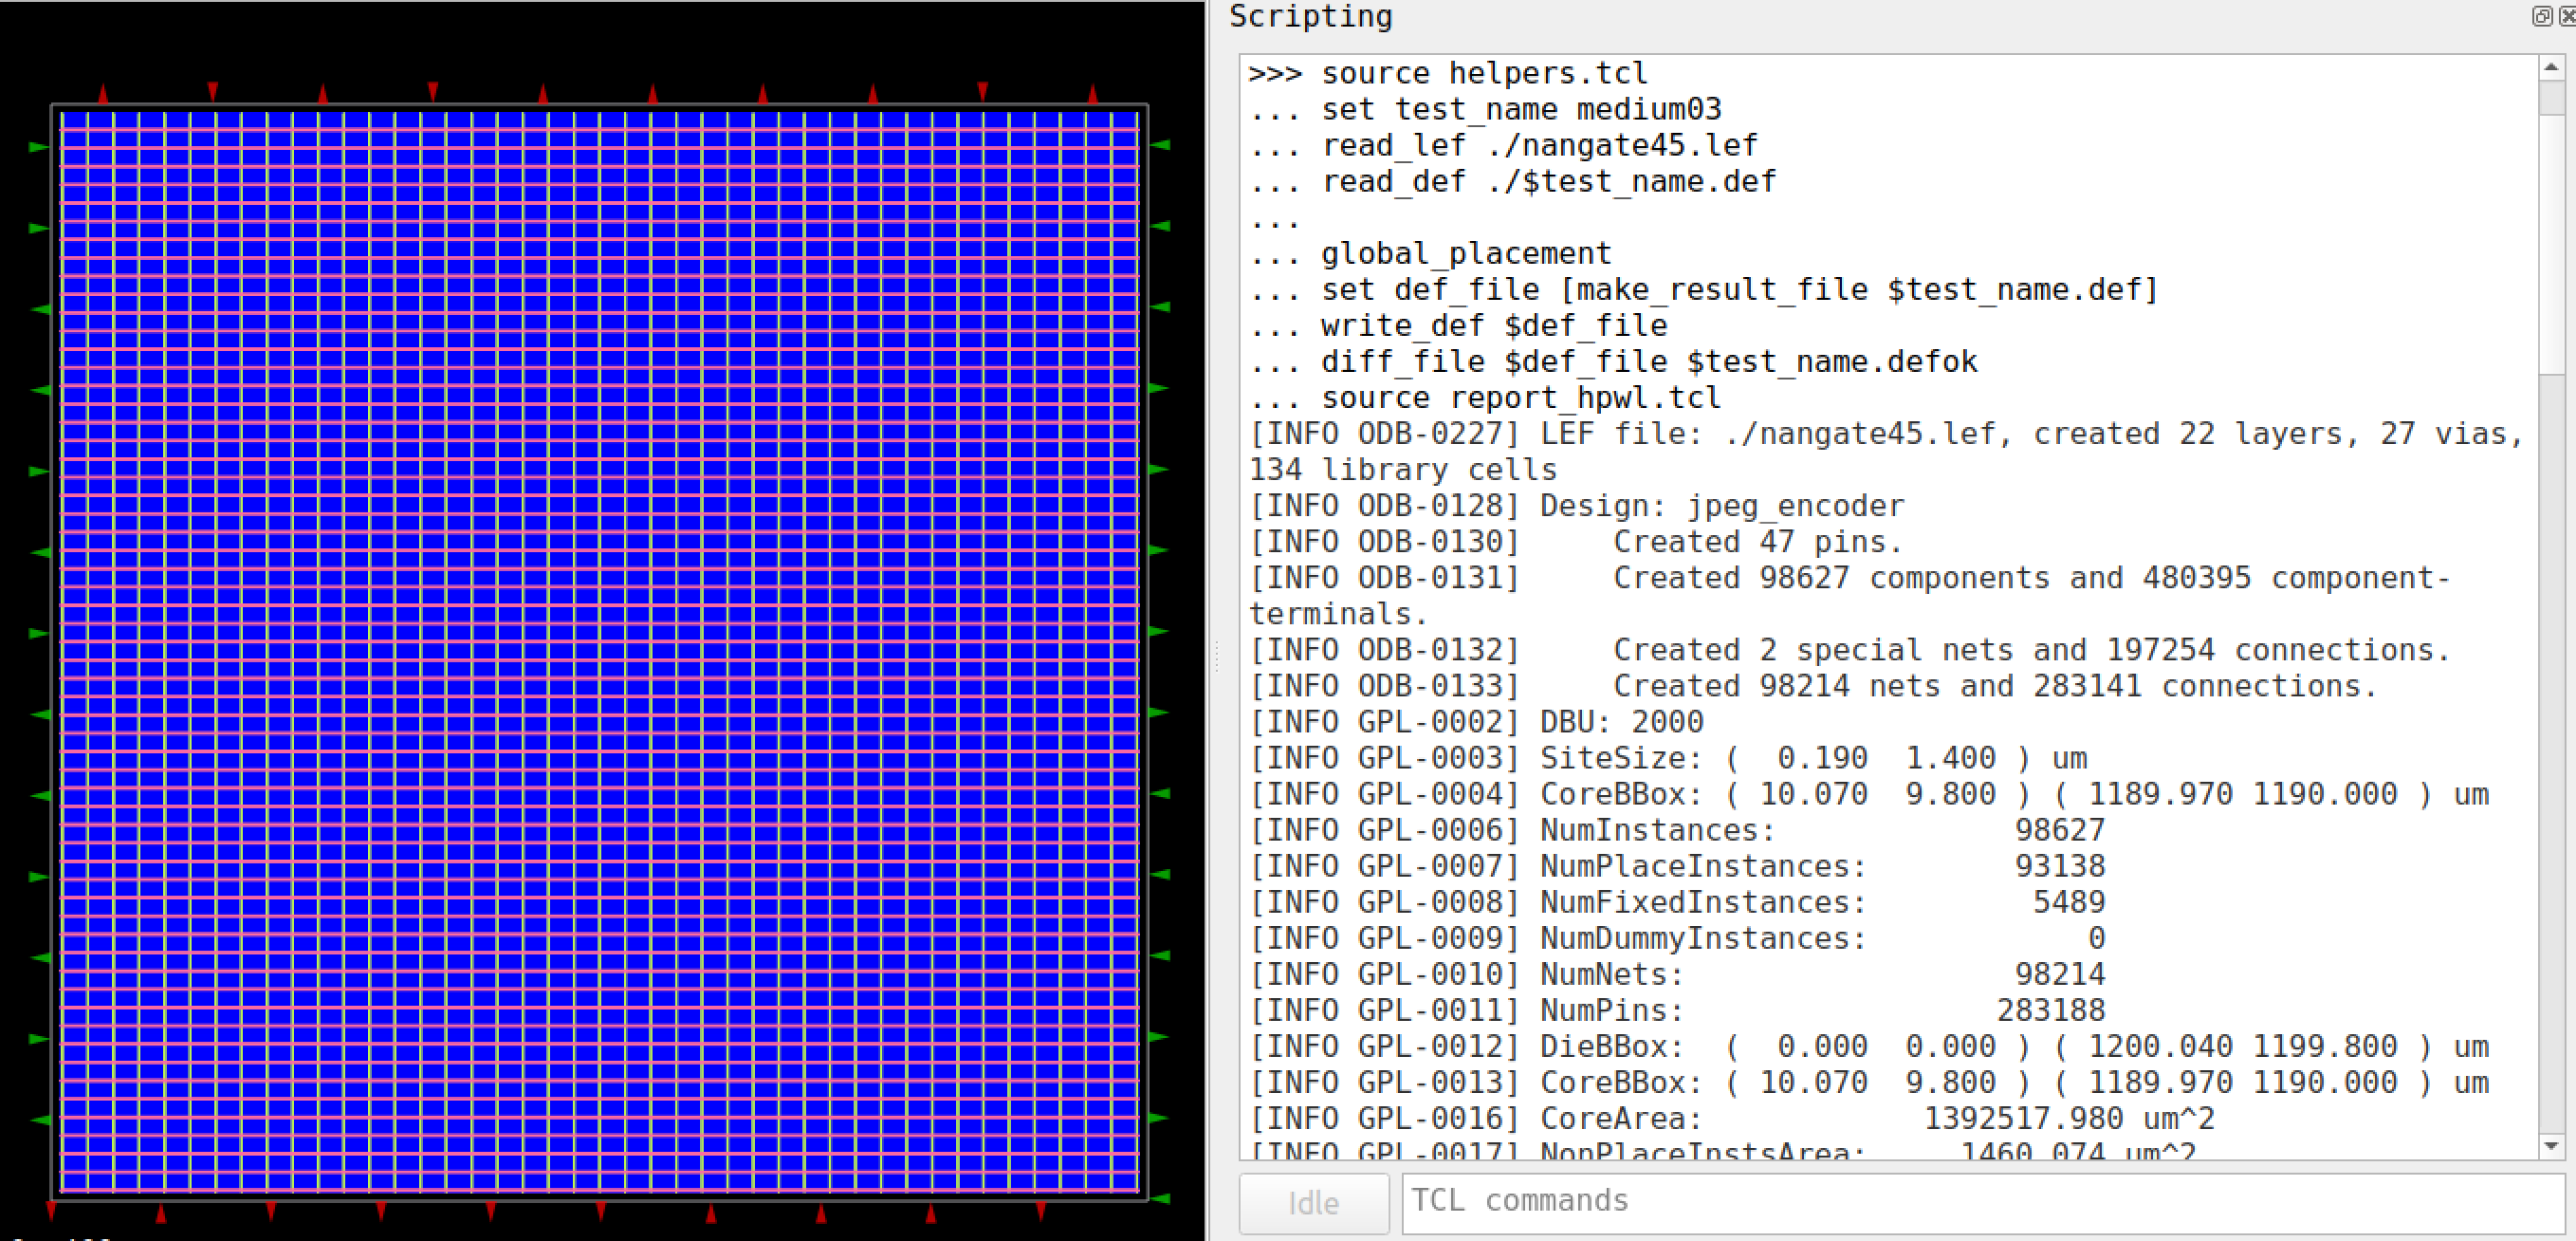 Scripting
>>> source helpers.tcl
... set test_name medium03
... read_lef ./nangate45.lef
... read_def ./$test_name.def
...
... global_placement
... set def_file [make_result_file $test_name.def]
... write_def $def_file
... diff_file $def_file $test_name.defok
... source report_hpwl.tcl
[INFO ODB-0227] LEF file: ./nangate45.lef, created 22 layers, 27 vias,
134 library cells
[INFO ODB-0128] Design: jpeg_encoder
[INFO ODB-0130]     Created 47 pins.
[INFO ODB-0131]     Created 98627 components and 480395 component-
terminals.
[INFO ODB-0132]     Created 2 special nets and 197254 connections.
[INFO ODB-0133]     Created 98214 nets and 283141 connections.
[INFO GPL-0002] DBU: 2000
[INFO GPL-0003] SiteSize: (  0.190  1.400 ) um
[INFO GPL-0004] CoreBBox: ( 10.070  9.800 ) ( 1189.970 1190.000 ) um
[INFO GPL-0006] NumInstances:             98627
[INFO GPL-0007] NumPlaceInstances:        93138
[INFO GPL-0008] NumFixedInstances:         5489
[INFO GPL-0009] NumDummyInstances:            0
[INFO GPL-0010] NumNets:                  98214
[INFO GPL-0011] NumPins:                 283188
[INFO GPL-0012] DieBBox:  (  0.000  0.000 ) ( 1200.040 1199.800 ) um
[INFO GPL-0013] CoreBBox: ( 10.070  9.800 ) ( 1189.970 1190.000 ) um
[INFO GPL-0016] CoreArea:            1392517.980 um^2
[INFO GPL-0017] NonPlaceInstsArea:     1460.074 um^2
Idle
TCL commands